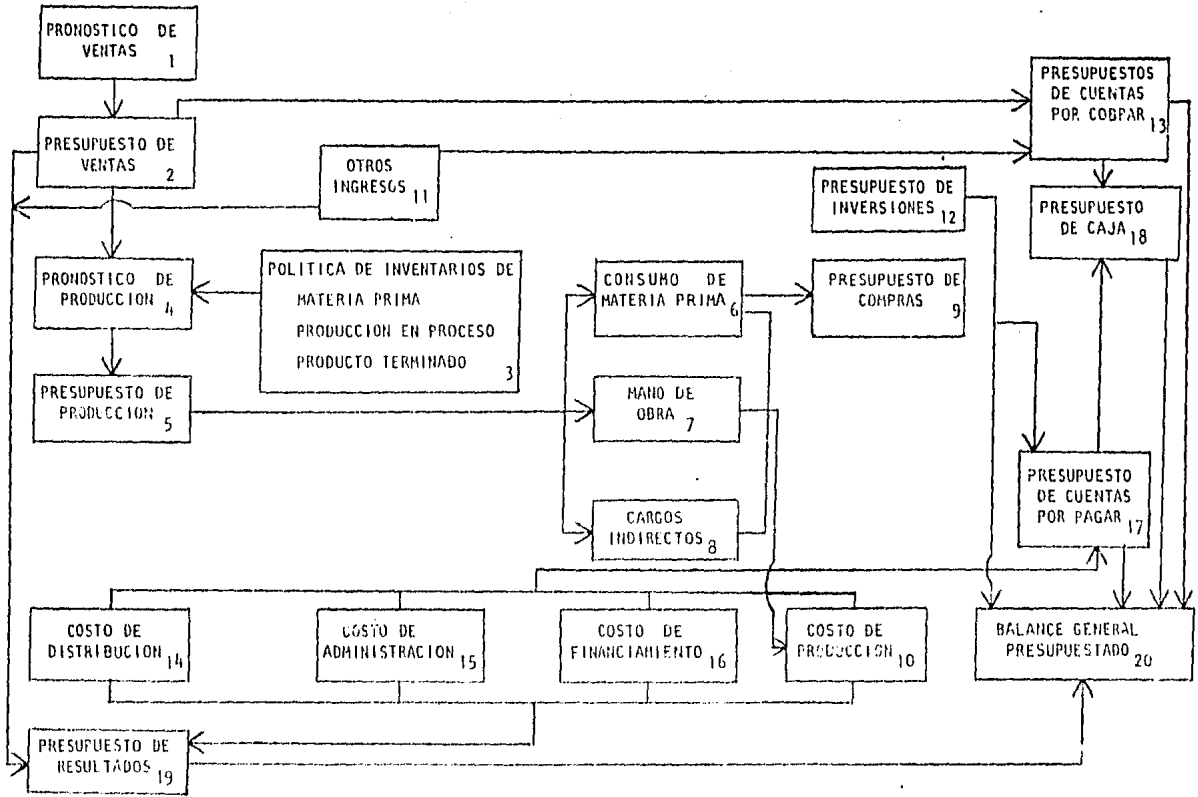 PRONOSTICO DE
VENTAS
1
PRESUPUESTO DE
VENTAS
2
OTROS
INGRESOS
11
PRESUPUESTOS
DE CUENTAS
POR COBPAR
13
PRESUPUESTO DE
INVERSIONES
12
PRESUPUESTO
DE CAJA
18
PRONOSTICO DE
PRODUCCION
4
POLITICA DE INVENTARIOS DE
MATERIA PRIMA
PRODUCCION EN PROCESO
PRODUCTO TERMINADO
3
CONSUMO DE
MATERIA PRIMA
6
PRESUPUESTO DE
COMPRAS
9
PRESUPUESTO DE
PRODUCCION
5
MANO DE
OBRA
7
CARGOS
INDIRECTOS
8
PRESUPUESTO
DE CUENTAS
POR PAGAR
17
COSTO DE
DISTRIBUCION
14
COSTO DE
ADMINISTRACION
15
COSTO DE
FINANCIAMIENTO
16
COSTO DE
PRODUCCION
10
BALANCE GENERAL
PRESUPUESTADO
20
PRESUPUESTO DE
RESULTADOS
19